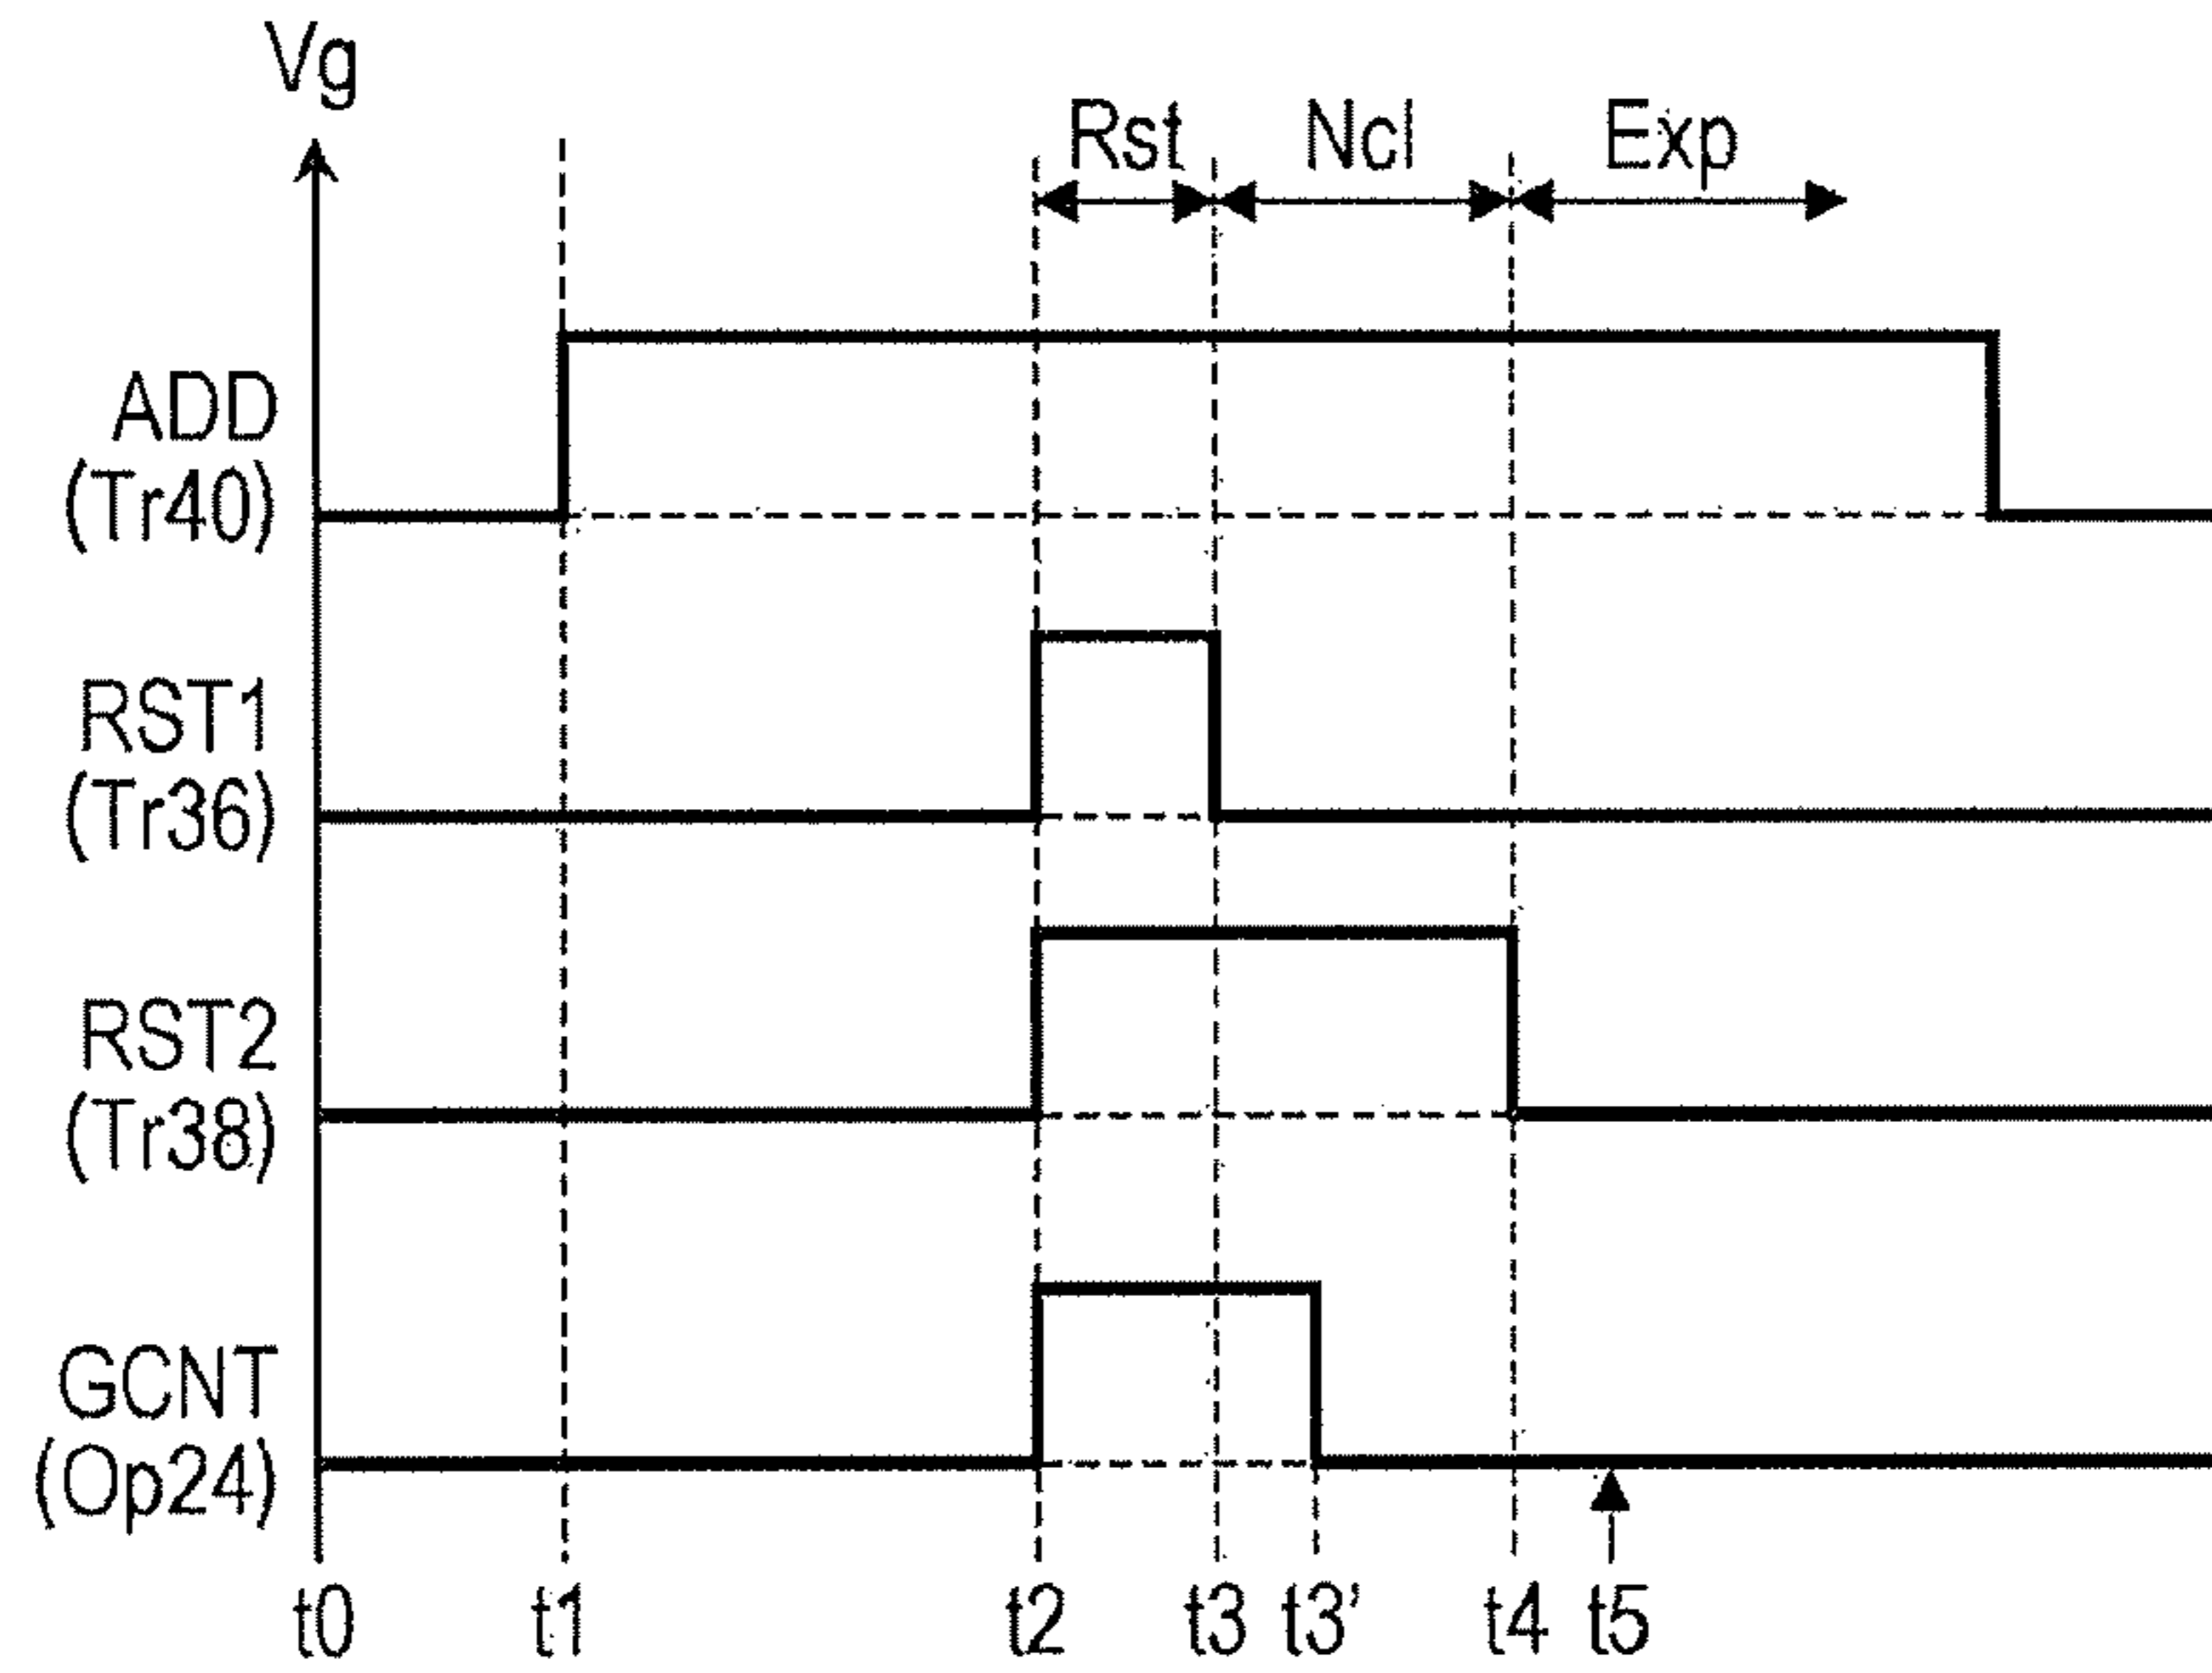 Vg
Rst Ncl Exp
ADD
(Tr40)
RST1
(Tr36)
RST2
(Tr38)
GCNT
(Op24)
t0 t1 t2 t3 t3' t4 t5